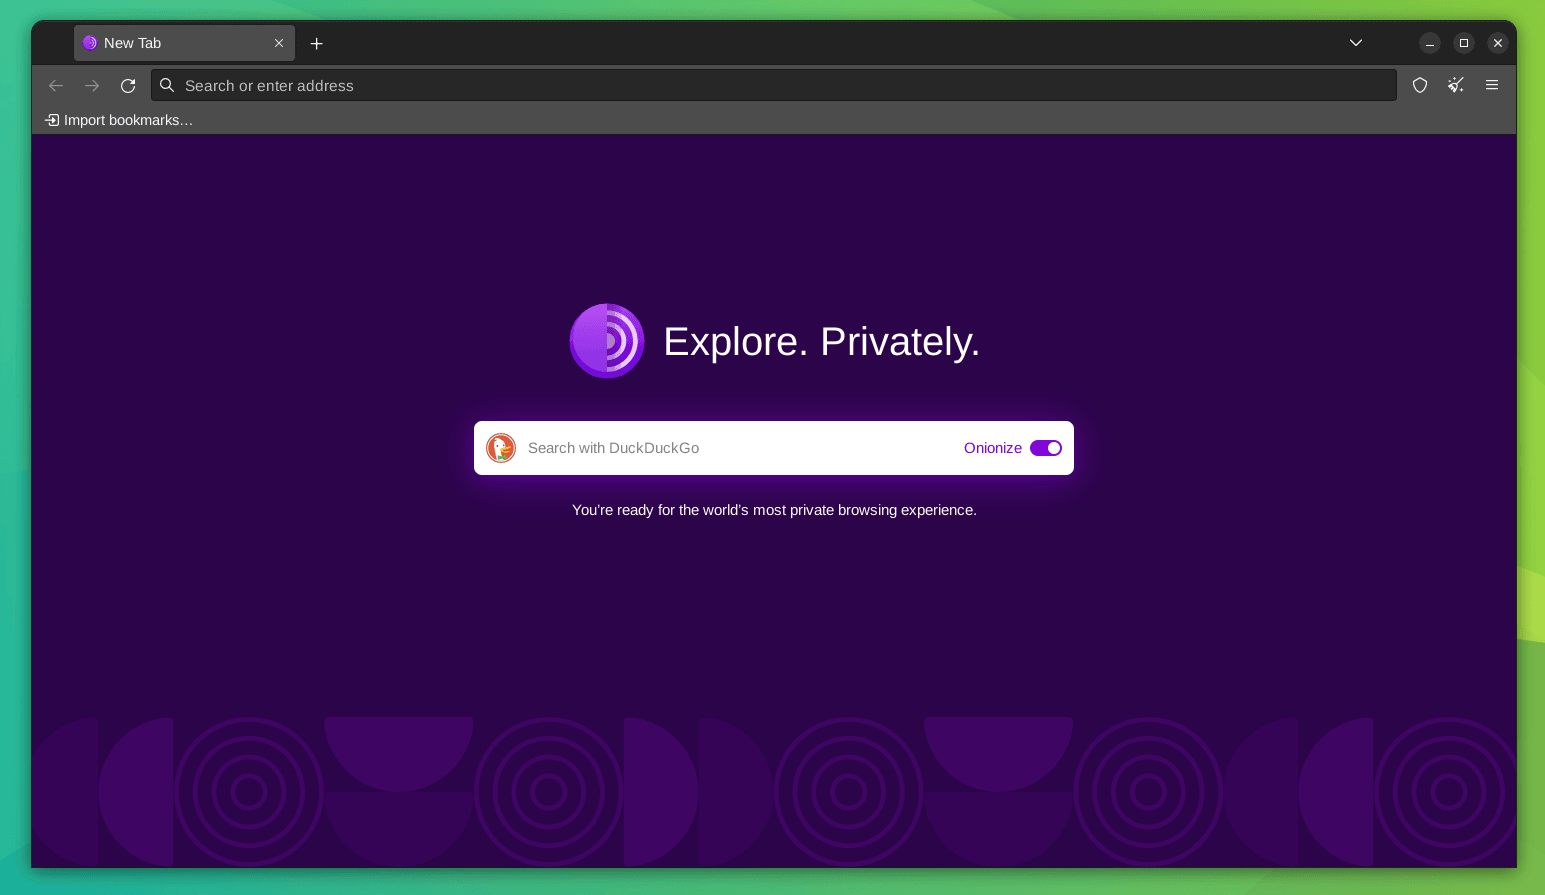 New Tab
Search or enter address
Import bookmarks…
Explore. Privately.
Search with DuckDuckGo
Onionize
You’re ready for the world’s most private browsing experience.